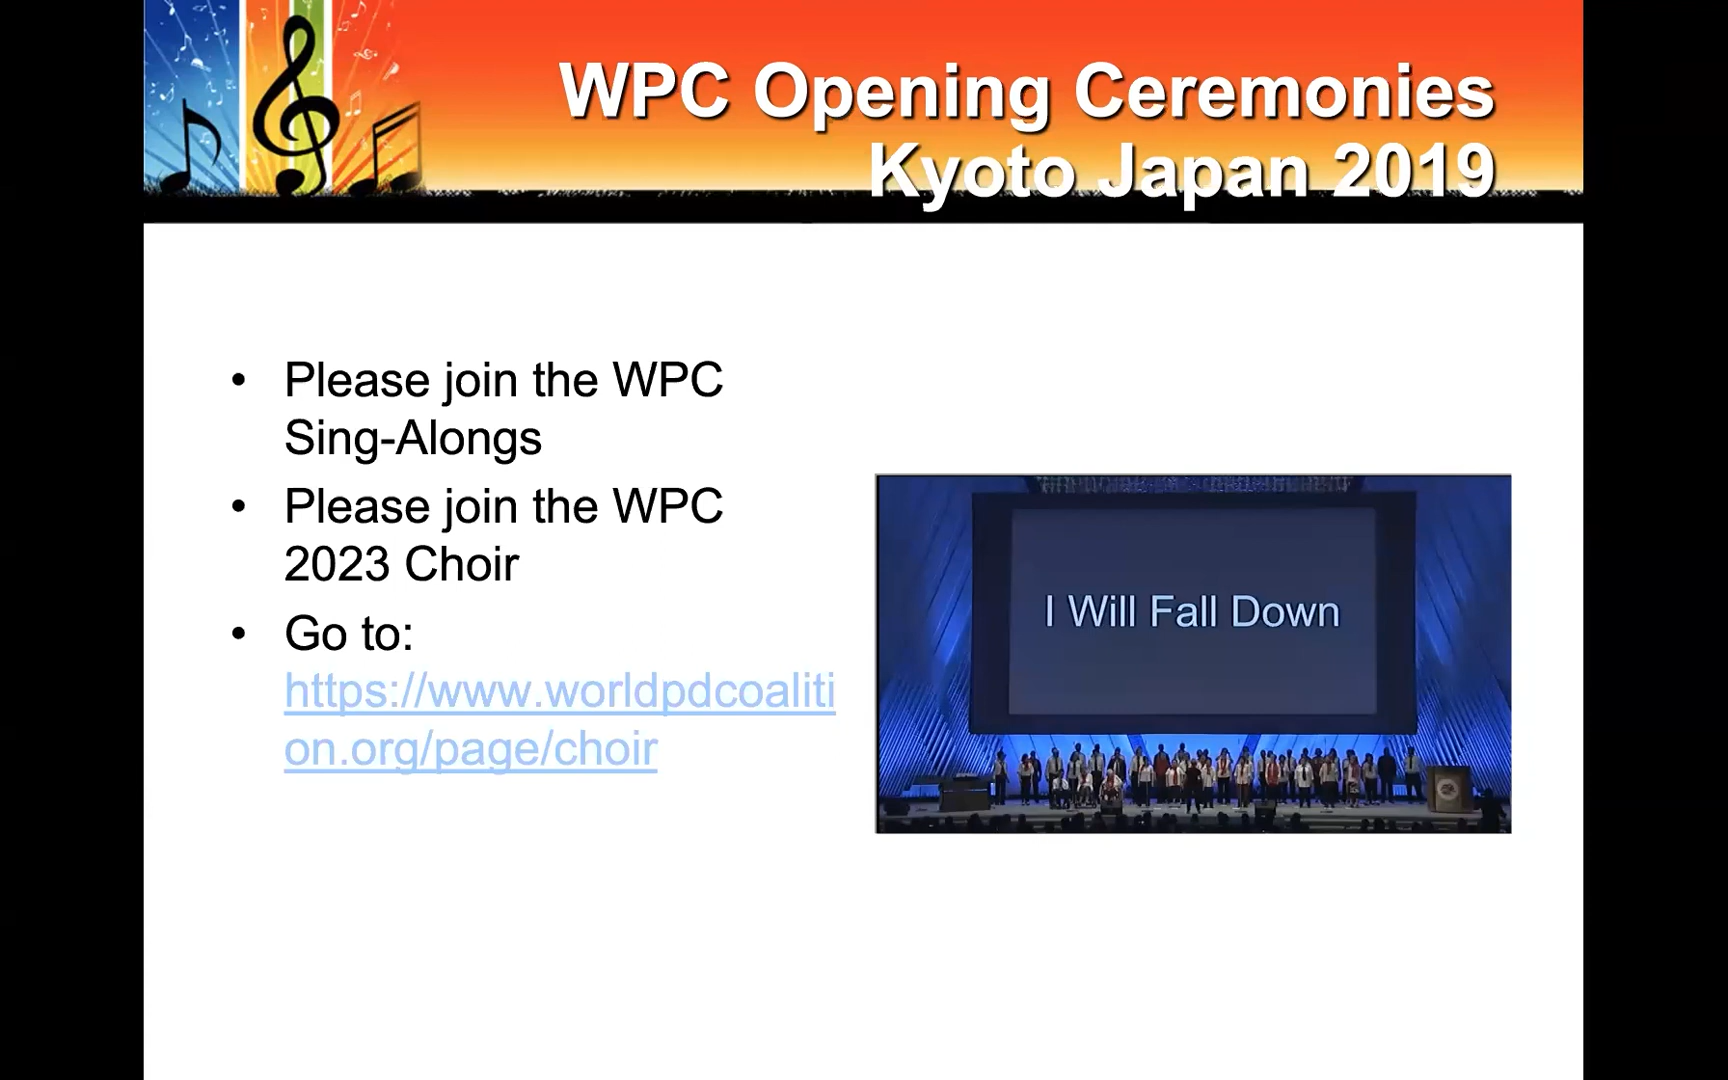 WPC Opening Ceremonies
Kyoto Japan 2019
• Please join the WPC
Sing-Alongs
• Please join the WPC
2023 Choir
• Go to:
https://www.worldpdcoaliti
on.org/page/choir
I Will Fall Down